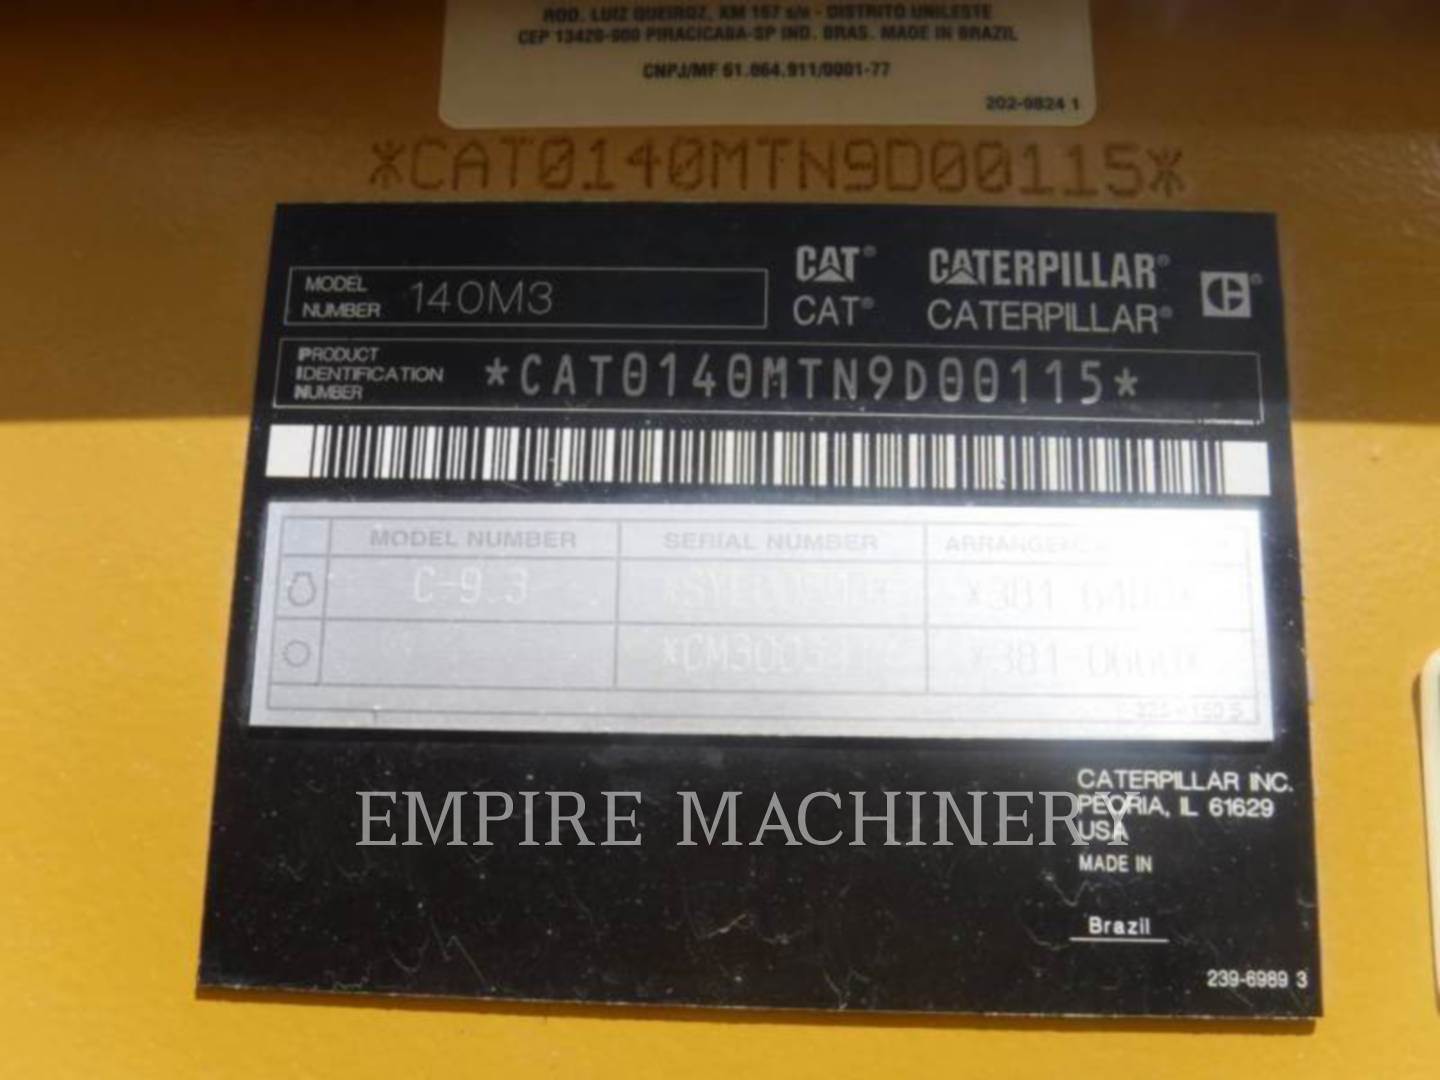 ROD. LUIZ QUEIROZ, KM 157 s/n - DISTRITO UNILESTE
CEP 13420-900 PIRACICABA-SP IND. BRAS. MADE IN BRAZIL
CNPJ/MF 61.064.911/0001-77
202-9824 1
*CAT0140MTN9D00115*
MODEL NUMBER 140M3
CAT® CATERPILLAR®
CAT® CATERPILLAR®
PRODUCT IDENTIFICATION NUMBER *CAT0140MTN9D00115*
MODEL NUMBER SERIAL NUMBER
C-9.3
EMPIRE MACHINERY
CATERPILLAR INC.
PEORIA, IL 61629
USA
MADE IN
Brazil
239-6989 3